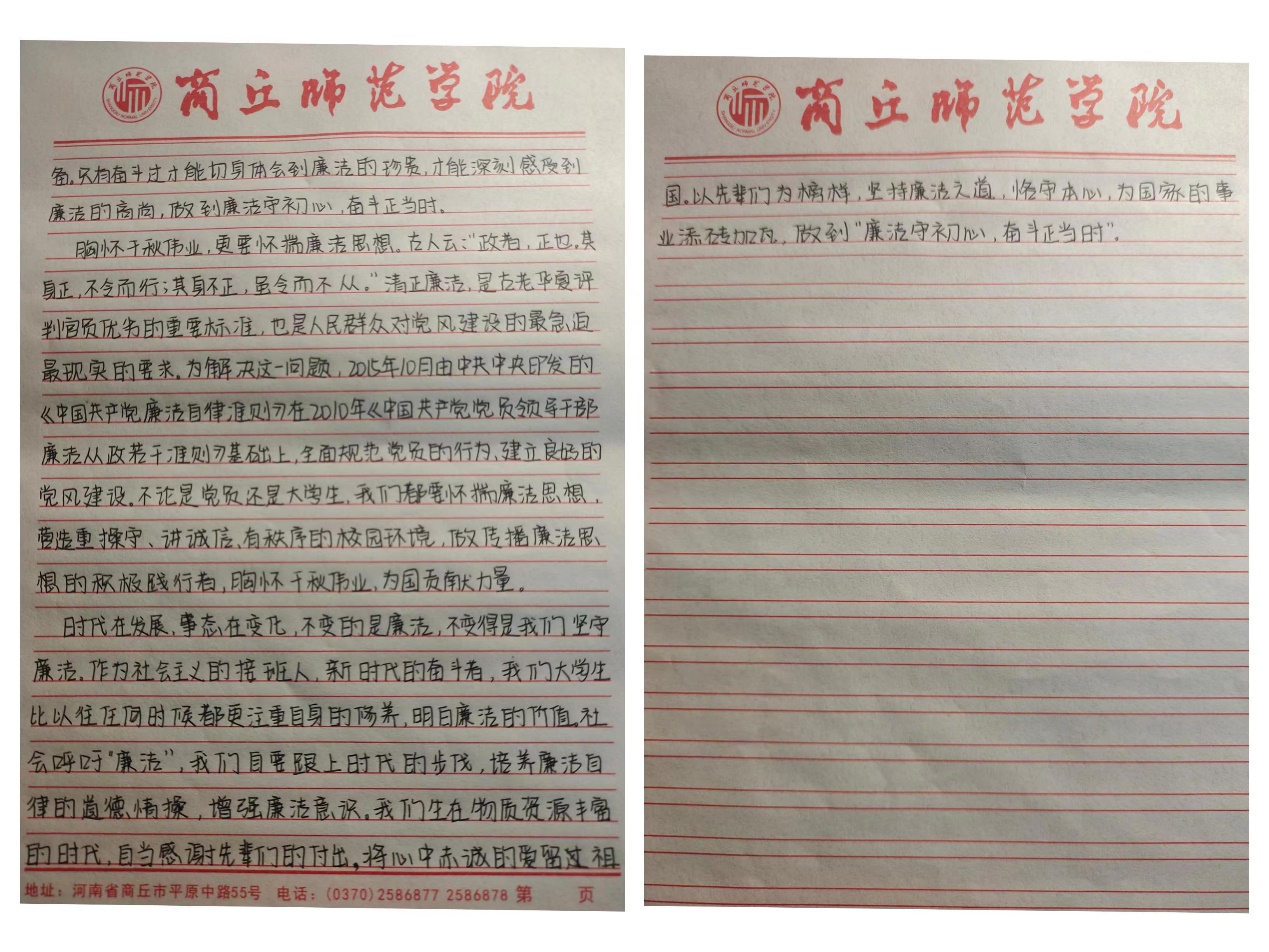 商丘师范学院
备。只有奋斗过才能切身体会到廉洁的珍贵,才能深刻感受到
廉洁的高尚,做到廉洁守初心,奋斗正当时。
胸怀千秋伟业,更要怀揣廉洁思想。古人云:“政者,正也。其
身正,不令而行;其身不正,虽令而不从。”清正廉洁,是古老华夏评
判官员优劣的重要标准,也是人民群众对党风建设的最急迫
最现实的要求。为解决这一问题,2015年10月由中共中央印发的
《中国共产党廉洁自律准则》在2010年《中国共产党党员领导干部
廉洁从政若干准则》基础上,全面规范党员的行为、建立良好的
党风建设。不论是党员还是大学生,我们都要怀揣廉洁思想,
营造重操守、讲诚信、有秩序的校园环境,做传播廉洁思
想的积极践行者,胸怀千秋伟业,为国贡献力量。
时代在发展,事态在变化,不变的是廉洁,不变得是我们坚守
廉洁。作为社会主义的接班人,新时代的奋斗者,我们大学生
比以往任何时候都更注重自身的修养,明白廉洁的价值。社
会呼吁“廉洁”,我们自要跟上时代的步伐,培养廉洁自
律的道德情操,增强廉洁意识。我们生在物质资源丰富
的时代,自当感谢先辈们的付出。将心中赤诚的爱留过祖
地址:河南省商丘市平原中路55号 电话:(0370)2586877 2586878 第 页
商丘师范学院
国。以先辈们为榜样,坚持廉洁之道,恪守本心,为国家的事
业添砖加瓦,做到“廉洁守初心,奋斗正当时”。